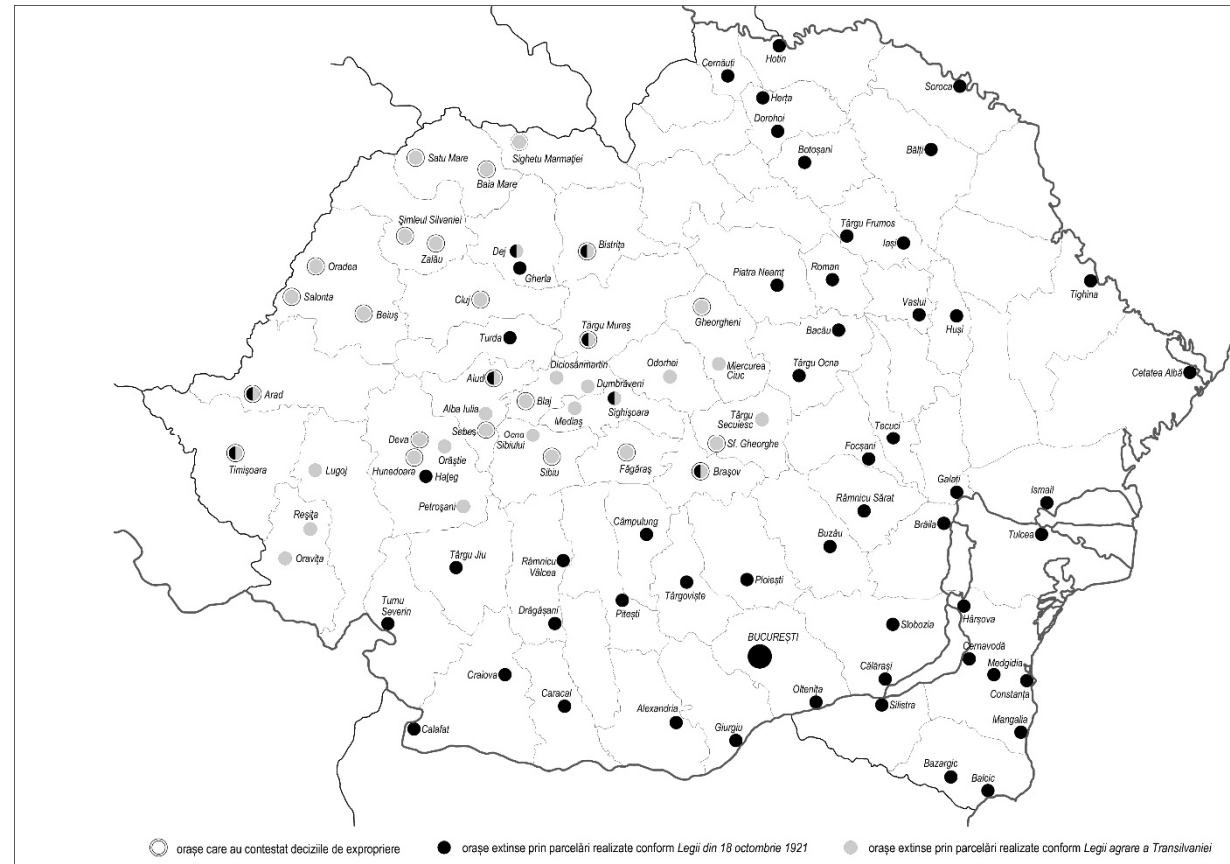 Hotin
Cernăuți
Soroca
Herța
Dorohoi
Botoșani
Bălți
Sighetu Marmației
Satu Mare
Baia Mare
Șimleul Silvaniei
Zalău
Târgu Frumos
Iași
Dej
Bistrița
Gherla
Oradea
Piatra Neamț
Roman
Tighina
Salonta
Cluj
Beiuș
Gheorgheni
Vaslui
Huși
Târgu Mureș
Turda
Bacău
Diciosânmartin
Odorhei
Miercurea
Ciuc
Târgu Ocna
Cetatea Albă
Aiud
Dumbrăveni
Arad
Blaj
Sighișoara
Alba Iulia
Mediaș
Târgu
Secuiesc
Sebeș
Ocna
Sibiului
Tecuci
Deva
Orăștie
Sf. Gheorghe
Focșani
Timișoara
Hunedoara
Sibiu
Făgăraș
Lugoj
Hațeg
Brașov
Galați
Ismail
Petroșani
Râmnicu Sărat
Reșița
Câmpulung
Brăila
Tulcea
Buzău
Oravița
Târgu Jiu
Râmnicu
Vâlcea
Ploiești
Târgoviște
Turnu
Severin
Drăgășani
Pitești
Hârșova
Slobozia
BUCUREȘTI
Cernavodă
Medgidia
Craiova
Călărași
Constanța
Caracal
Oltenița
Silistra
Alexandria
Mangalia
Calafat
Giurgiu
Bazargic
Balcic
orașe care au contestat deciziile de expropriere
orașe extinse prin parcelări realizate conform Legii din 18 octombrie 1921
orașe extinse prin parcelări realizate conform Legii agrare a Transilvaniei